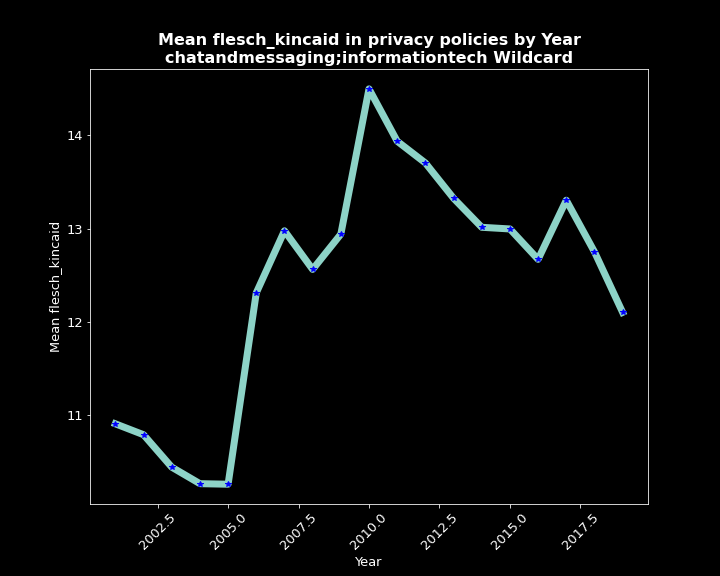 Mean flesch_kincaid in privacy policies by Year
chatandmessaging;informationtech Wildcard
14
13
12
11
Mean flesch_kincaid
2002.5
2005.0
2007.5
2010.0
2012.5
2015.0
2017.5
Year